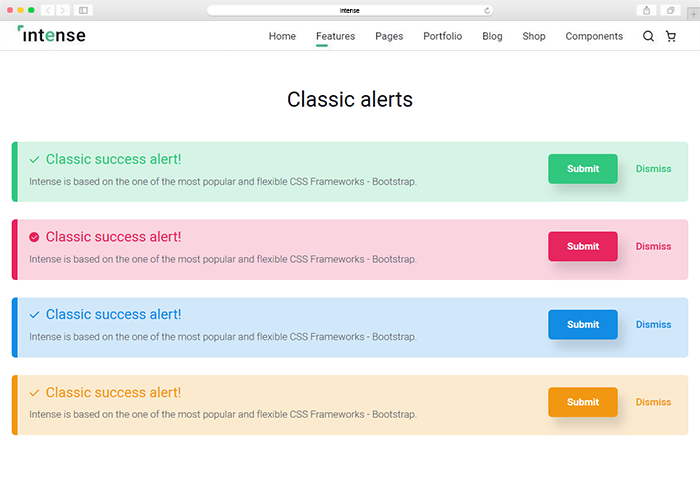 intense
intense
Home Features Pages Portfolio Blog Shop Components
Classic alerts
Classic success alert!
Intense is based on the one of the most popular and flexible CSS Frameworks - Bootstrap.
Submit Dismiss
Classic success alert!
Intense is based on the one of the most popular and flexible CSS Frameworks - Bootstrap.
Submit Dismiss
Classic success alert!
Intense is based on the one of the most popular and flexible CSS Frameworks - Bootstrap.
Submit Dismiss
Classic success alert!
Intense is based on the one of the most popular and flexible CSS Frameworks - Bootstrap.
Submit Dismiss